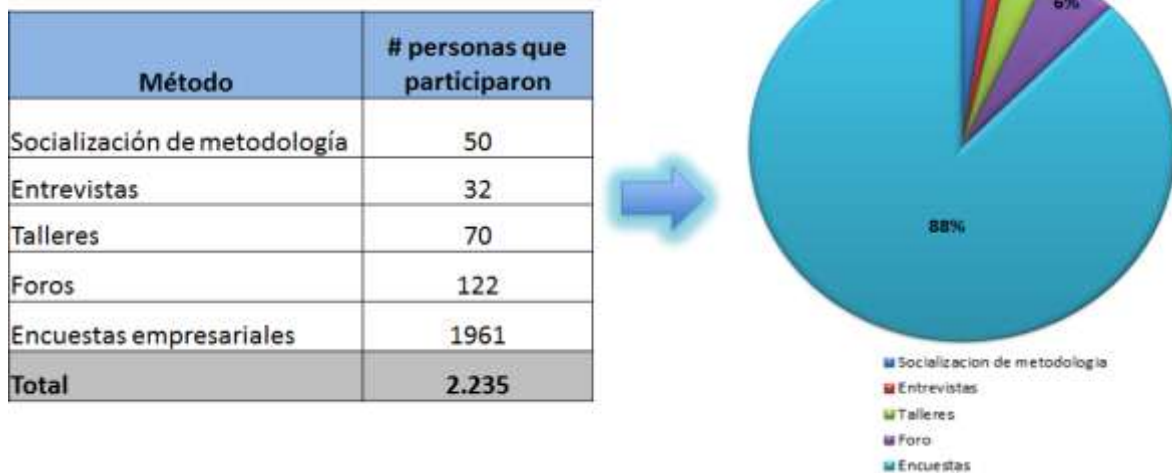 Método # personas que participaron
Socialización de metodología 50
Entrevistas 32
Talleres 70
Foros 122
Encuestas empresariales 1961
Total 2.235
6%
88%
Socializacion de metodologia
Entrevistas
Talleres
Foro
Encuestas